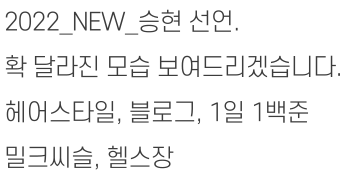 2022_NEW_승현 선언.
확 달라진 모습 보여드리겠습니다.
헤어스타일, 블로그, 1일 1백준
밀크씨슬, 헬스장